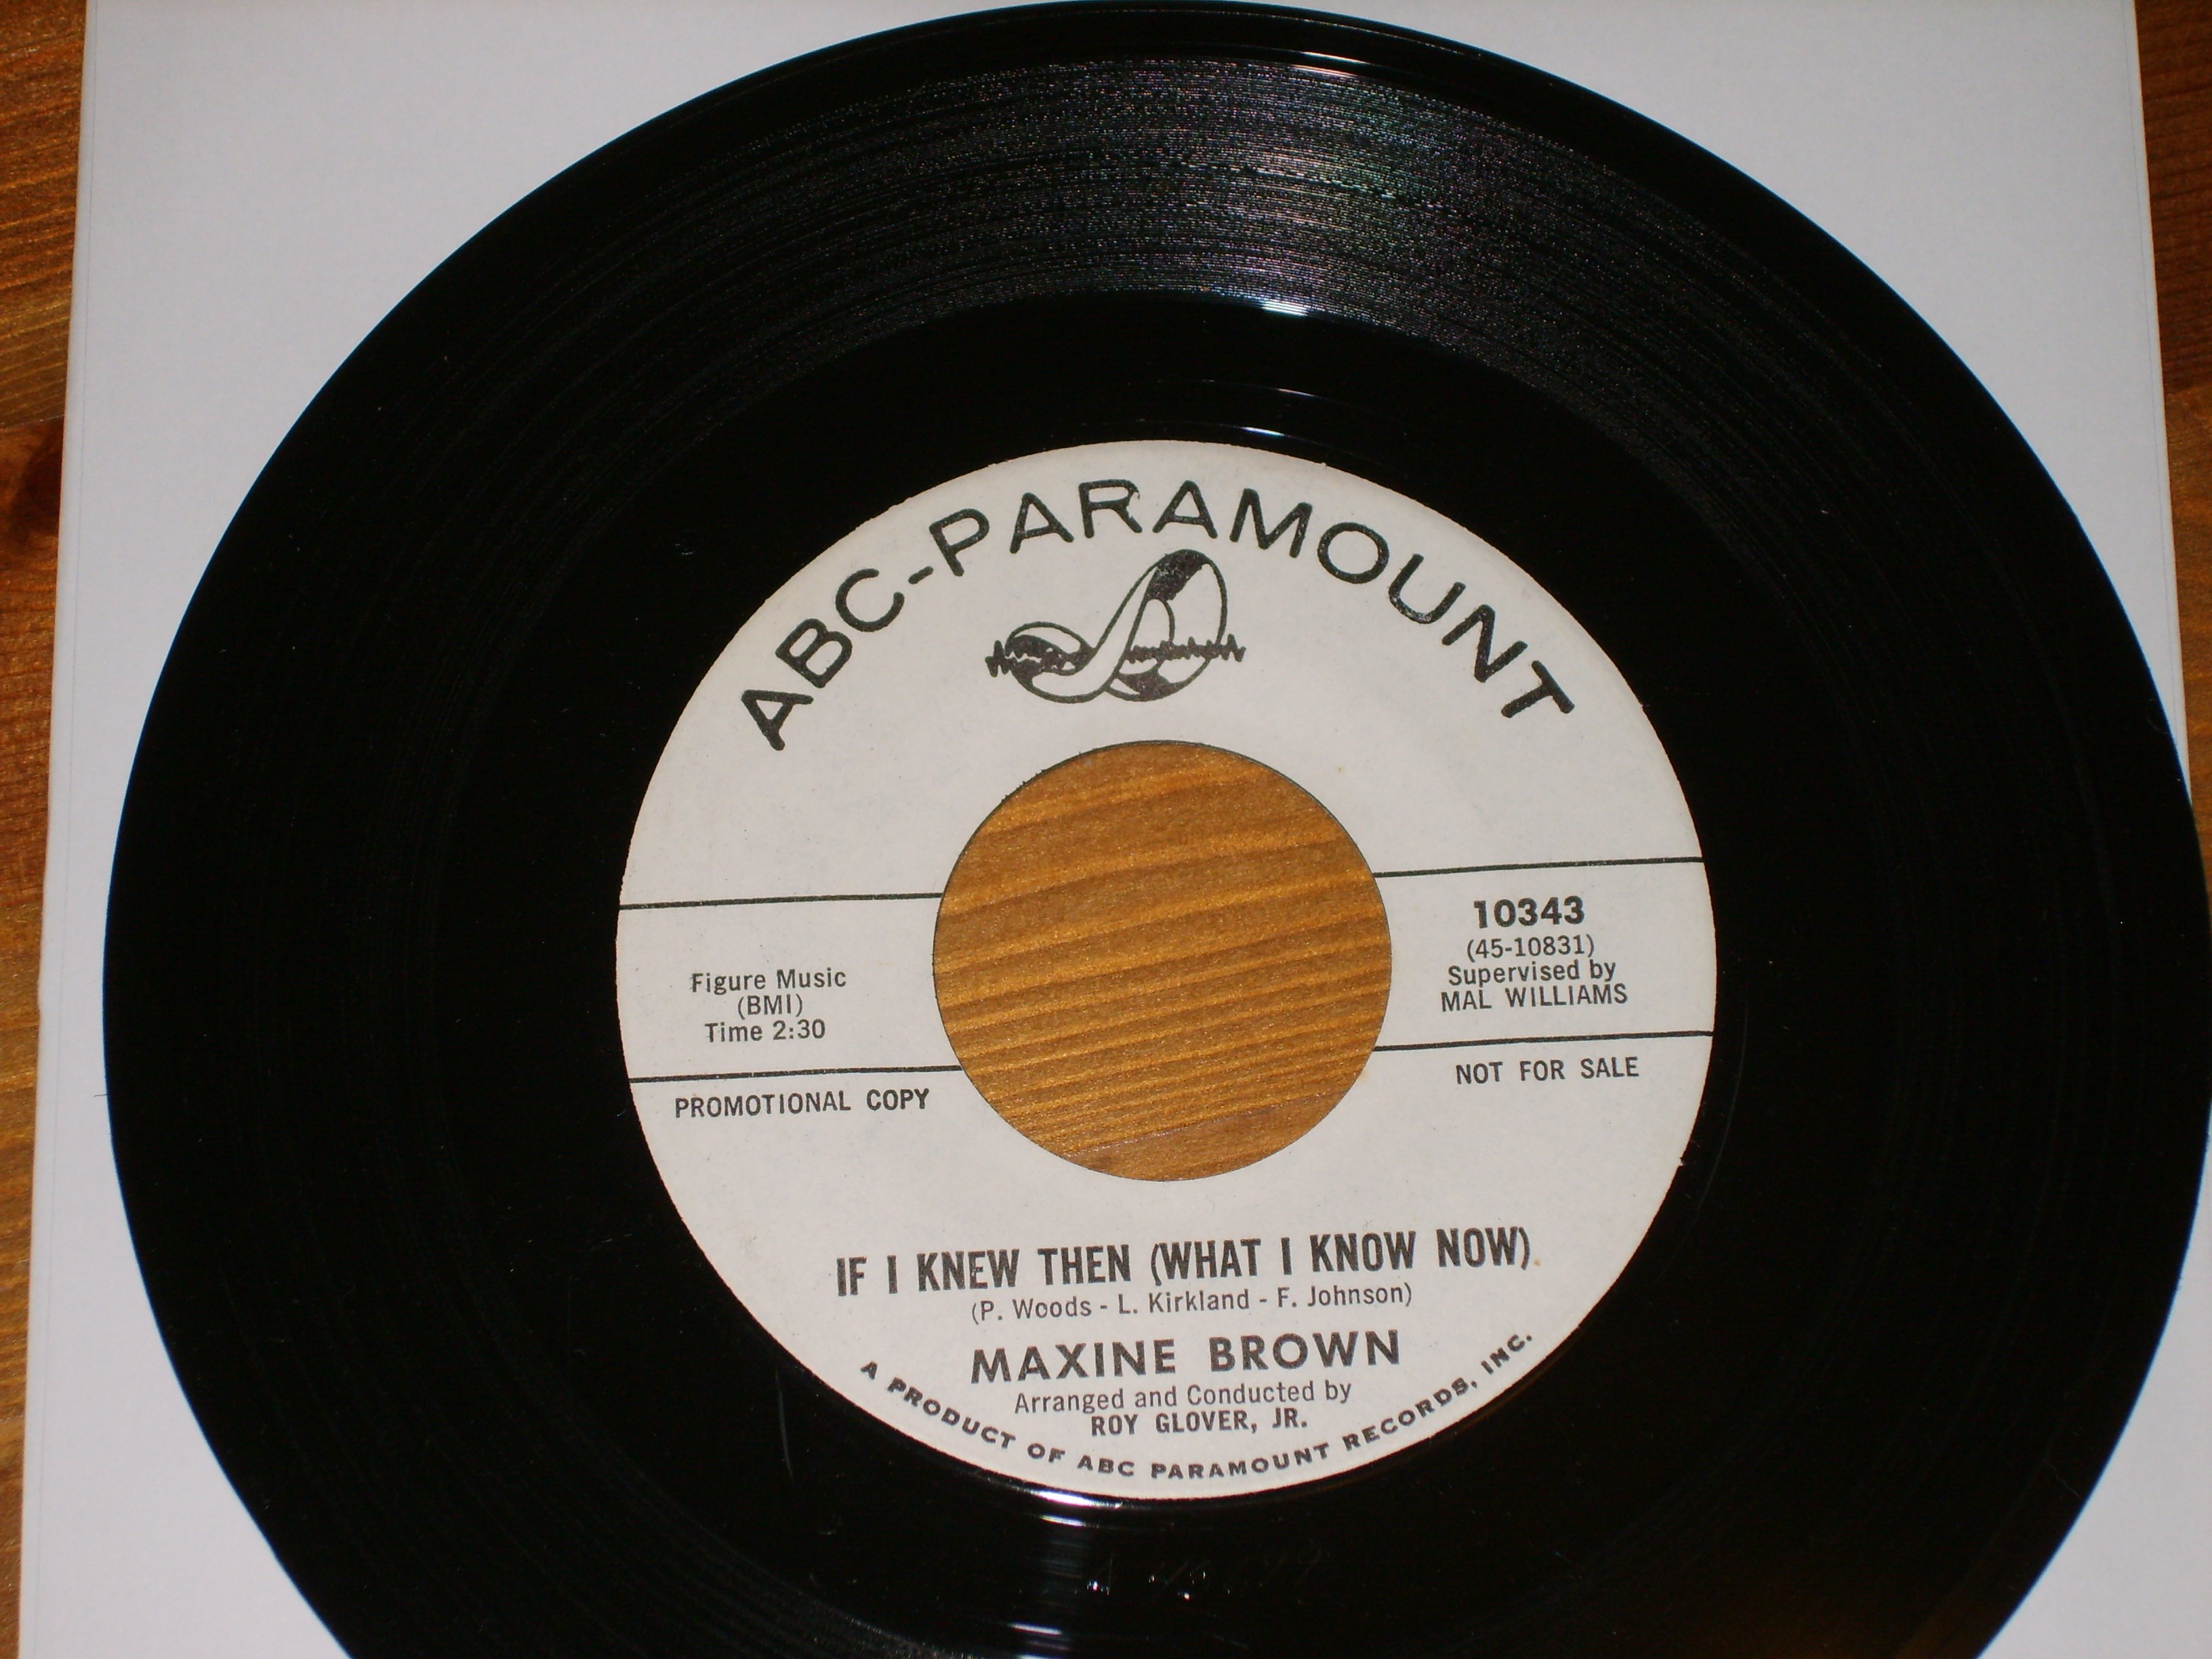 ABC-PARAMOUNT
Figure Music
(BMI)
Time 2:30
10343
(45-10831)
Supervised by
MAL WILLIAMS
PROMOTIONAL COPY
NOT FOR SALE
IF I KNEW THEN (WHAT I KNOW NOW)
(P. Woods - L. Kirkland - F. Johnson)
MAXINE BROWN
Arranged and Conducted by
ROY GLOVER, JR.
A PRODUCT OF ABC PARAMOUNT RECORDS, INC.